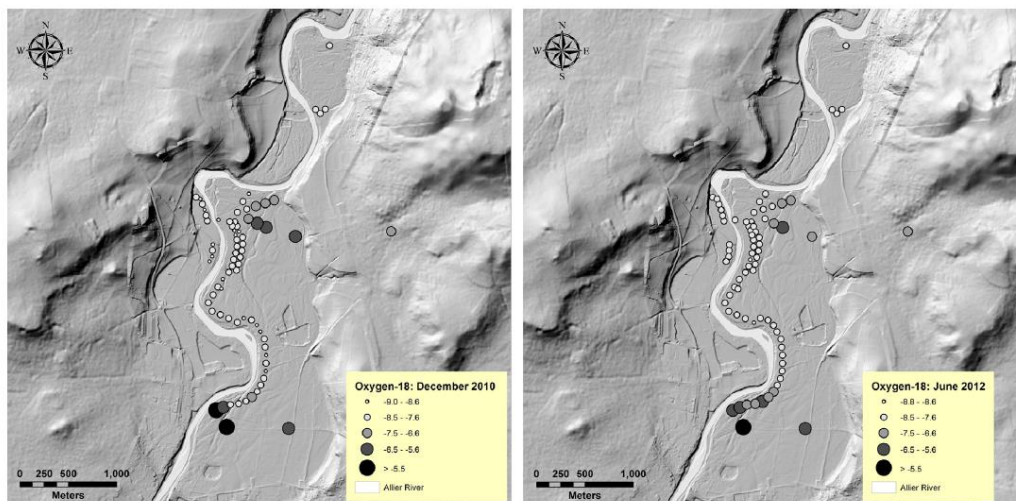 N
W E
S
Oxygen-18: December 2010
-9.0 - -8.6
-8.5 - -7.6
-7.5 - -6.6
-6.5 - -5.6
> -5.5
Allier River
0 250 500 1,000
Meters
N
W E
S
Oxygen-18: June 2012
-8.8 - -8.6
-8.5 - -7.6
-7.5 - -6.6
-6.5 - -5.6
> -5.5
Allier River
0 250 500 1,000
Meters